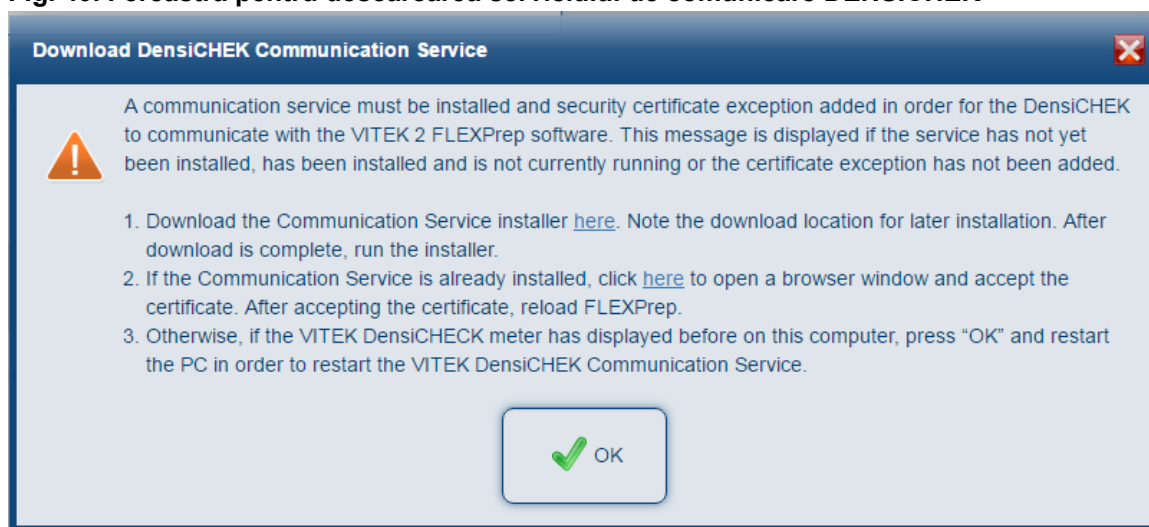 pentru de comunicare DENSICHEK
Download DensiCHEK Communication Service
A communication service must be installed and security certificate exception added in order for the DensiCHEK
to communicate with the VITEK 2 FLEXPrep software. This message is displayed if the service has not yet
been installed, has been installed and is not currently running or the certificate exception has not been added.
1. Download the Communication Service installer here. Note the download location for later installation. After
download is complete, run the installer.
2. If the Communication Service is already installed, click here to open a browser window and accept the
certificate. After accepting the certificate, reload FLEXPrep.
3. Otherwise, if the VITEK DensiCHECK meter has displayed before on this computer, press “OK” and restart
the PC in order to restart the VITEK DensiCHEK Communication Service.
OK